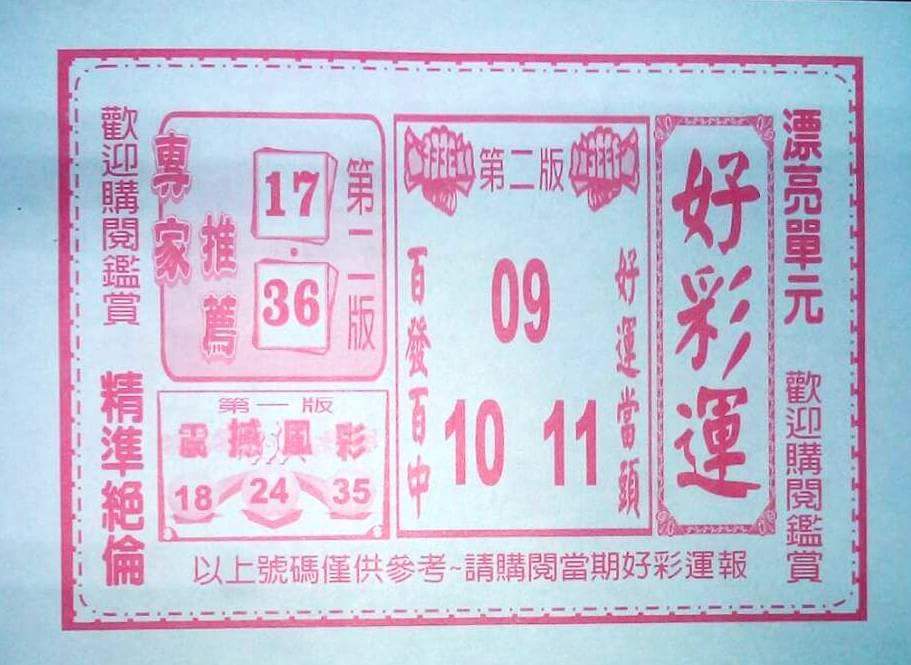 漂亮單元
歡迎購閱鑑賞
好彩運
第二版
好運當頭
09
10 11
百發百中
第二版
17
36
推薦
專家
第一版
震撼風彩
18 24 35
歡迎購閱鑑賞
精準絕倫
以上號碼僅供參考~請購閱當期好彩運報